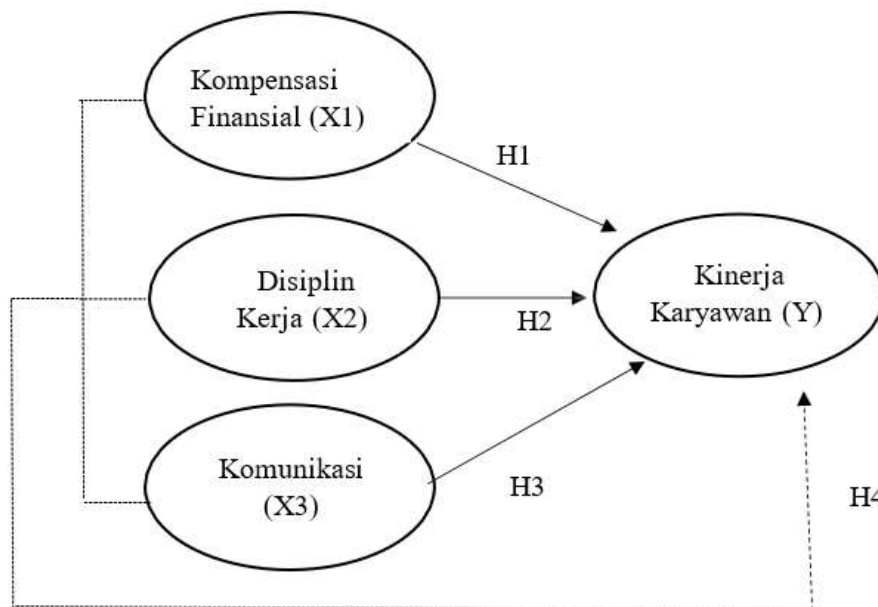 Kompensasi
Finansial (X1)
H1
Disiplin
Kerja (X2)
H2
Kinerja
Karyawan (Y)
Komunikasi
(X3)
H3
H4